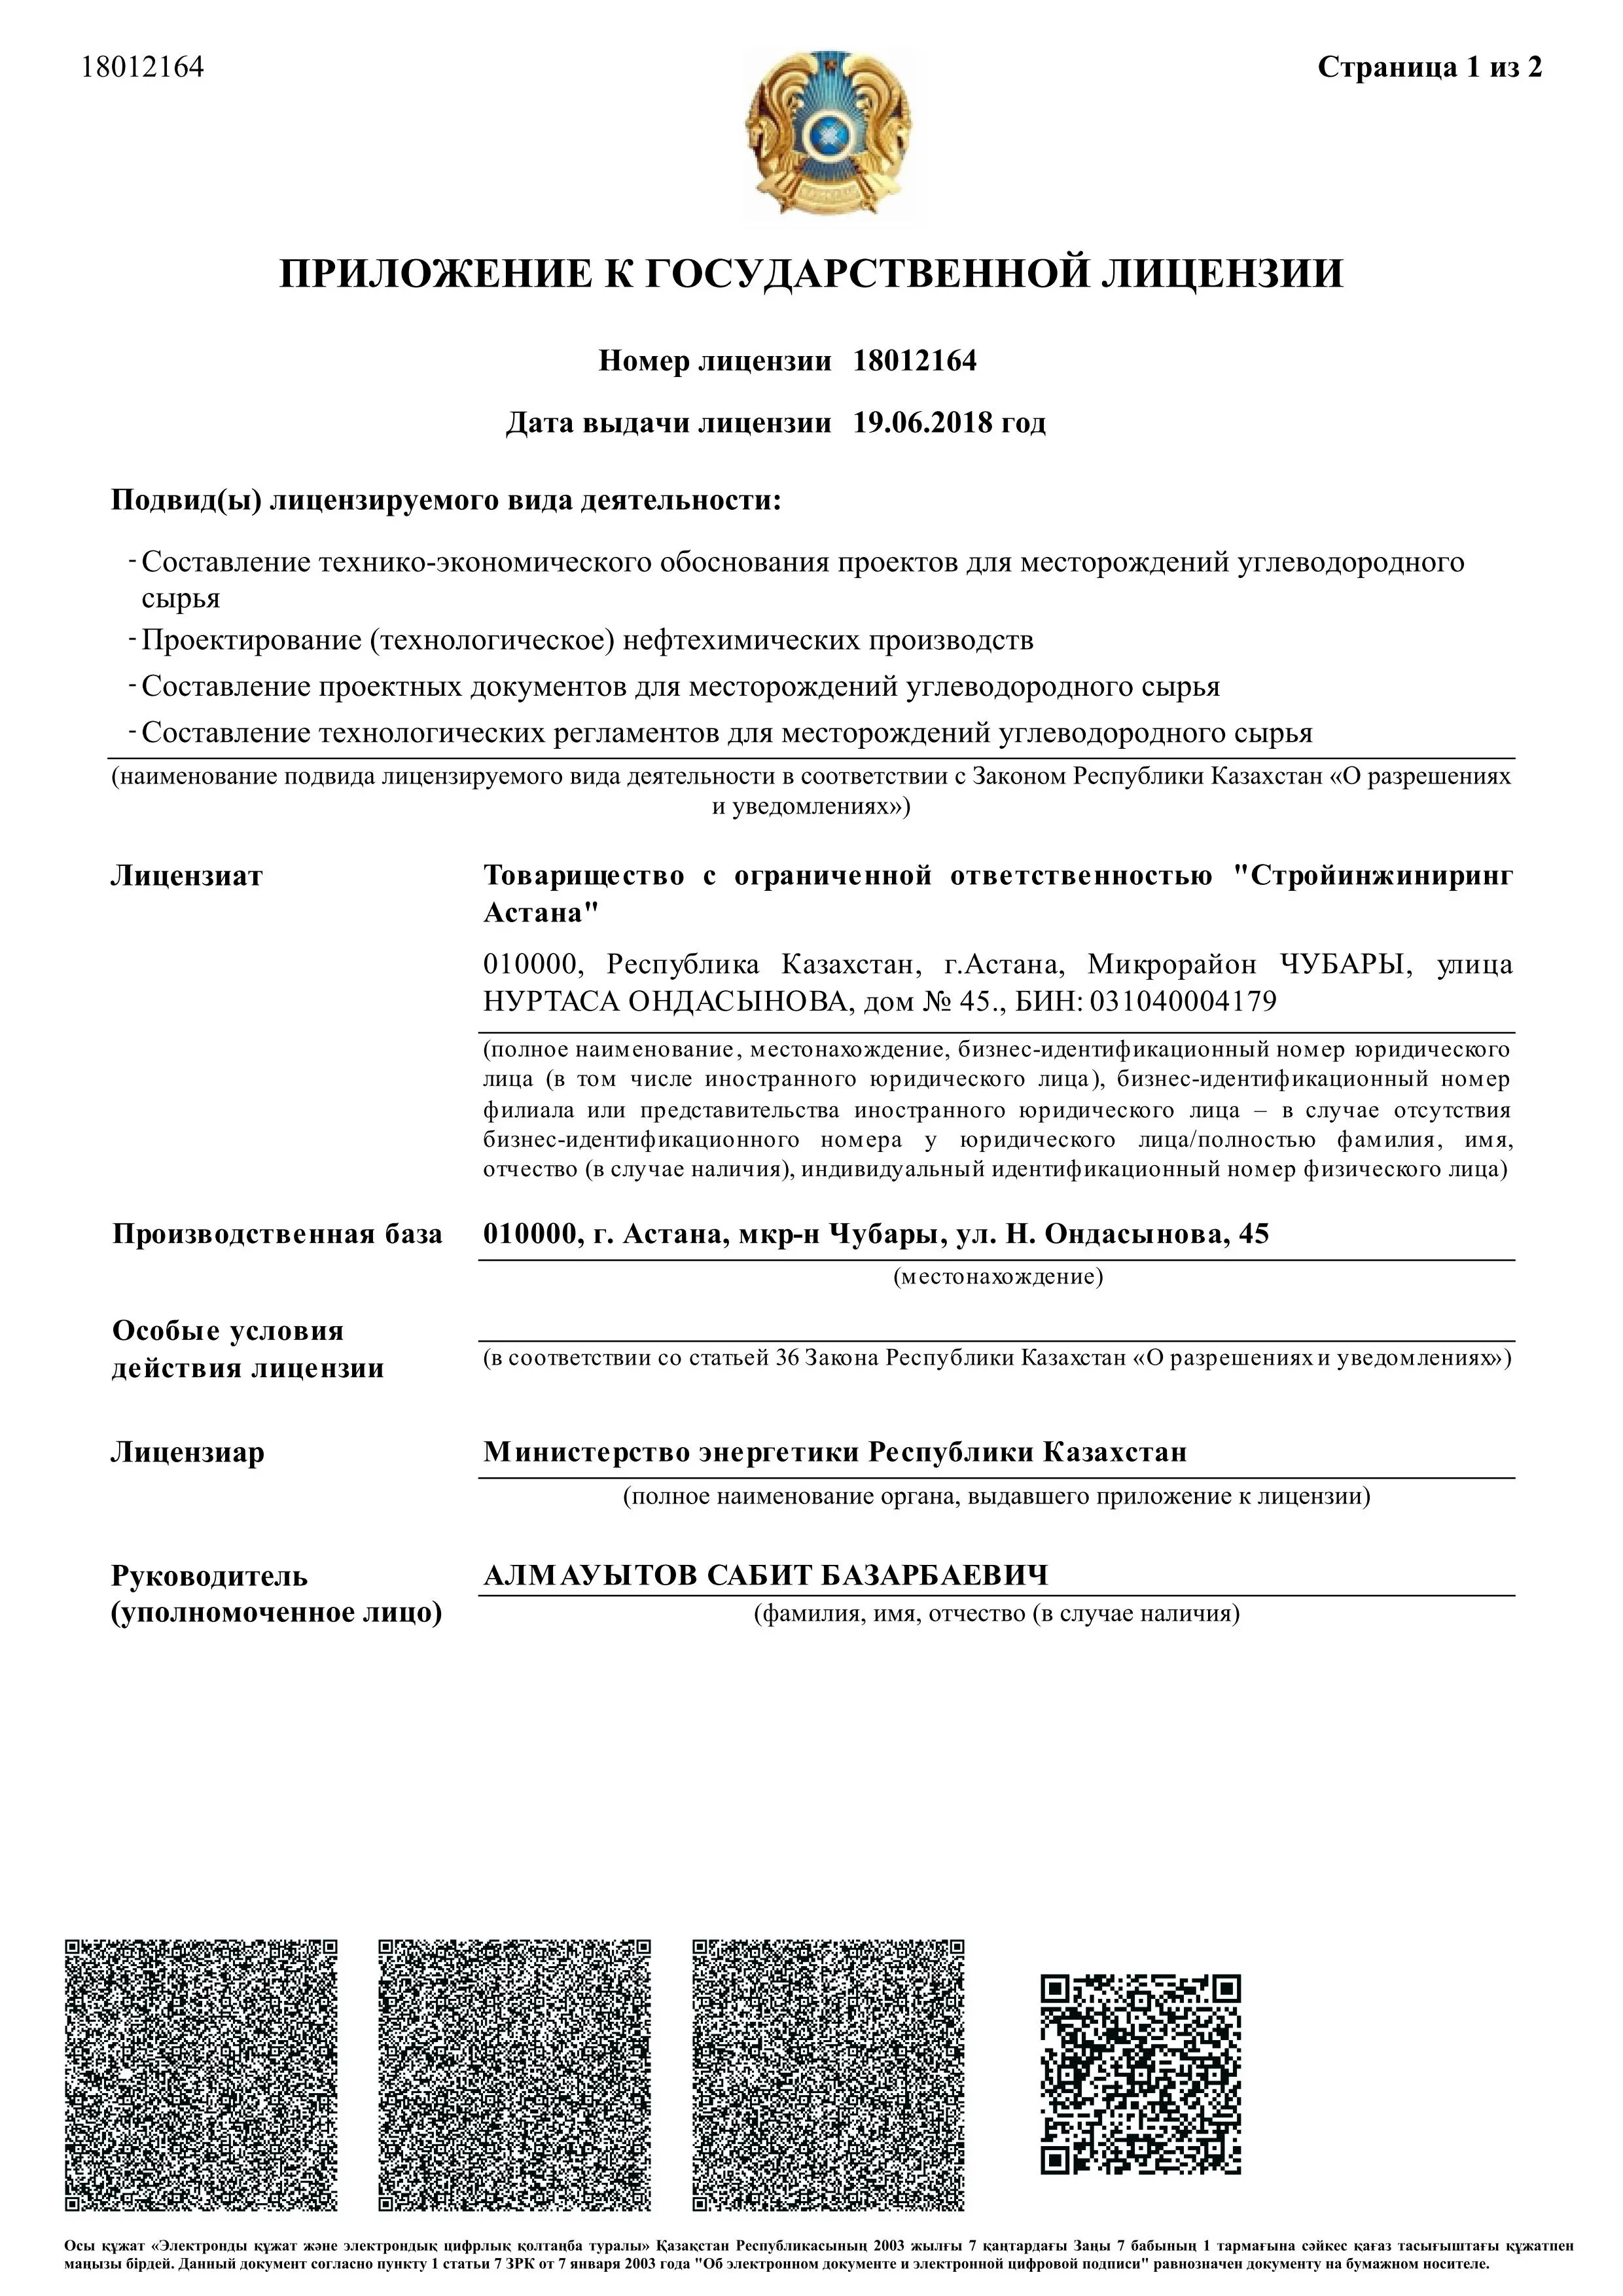 18012164
Страница 1 из 2
ПРИЛОЖЕНИЕ К ГОСУДАРСТВЕННОЙ ЛИЦЕНЗИИ
Номер лицензии 18012164
Дата выдачи лицензии 19.06.2018 год
Подвид(ы) лицензируемого вида деятельности:
- Составление технико-экономического обоснования проектов для месторождений углеводородного
сырья
- Проектирование (технологическое) нефтехимических производств
- Составление проектных документов для месторождений углеводородного сырья
- Составление технологических регламентов для месторождений углеводородного сырья
(наименование подвида лицензируемого вида деятельности в соответствии с Законом Республики Казахстан «О разрешениях
и уведомлениях»)
Лицензиат
Товарищество с ограниченной ответственностью "Стройинжиниринг
Астана"
010000, Республика Казахстан, г.Астана, Микрорайон ЧУБАРЫ, улица
НУРТАСА ОНДАСЫНОВА, дом № 45., БИН: 031040004179
(полное наименование, местонахождение, бизнес-идентификационный номер юридического
лица (в том числе иностранного юридического лица), бизнес-идентификационный номер
филиала или представительства иностранного юридического лица – в случае отсутствия
бизнес-идентификационного номера у юридического лица/полностью фамилия, имя,
отчество (в случае наличия), индивидуальный идентификационный номер физического лица)
Производственная база
010000, г. Астана, мкр-н Чубары, ул. Н. Ондасынова, 45
(местонахождение)
Особые условия
действия лицензии
(в соответствии со статьей 36 Закона Республики Казахстан «О разрешениях и уведомлениях»)
Лицензиар
Министерство энергетики Республики Казахстан
(полное наименование органа, выдавшего приложение к лицензии)
Руководитель
(уполномоченное лицо)
АЛМАУЫТОВ САБИТ БАЗАРБАЕВИЧ
(фамилия, имя, отчество (в случае наличия)
Осы құжат «Электронды құжат және электрондық цифрлық қолтаңба туралы» Қазақстан Республикасының 2003 жылғы 7 қаңтардағы Заңы 7 бабының 1 тармағына сәйкес қағаз тасығыштағы құжатпен
маңызы бірдей. Данный документ согласно пункту 1 статьи 7 ЗРК от 7 января 2003 года "Об электронном документе и электронной цифровой подписи" равнозначен документу на бумажном носителе.